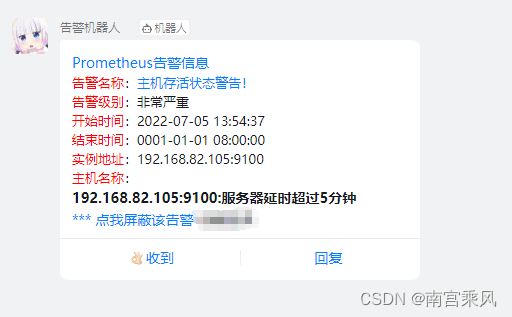 告警机器人 机器人
Prometheus告警信息
告警名称：主机存活状态警告！
告警级别：非常严重
开始时间：2022-07-05 13:54:37
结束时间：0001-01-01 08:00:00
实例地址：192.168.82.105:9100
主机名称：
192.168.82.105:9100:服务器延时超过5分钟
*** 点我屏蔽该告警
收到 回复
CSDN @南宫乘风